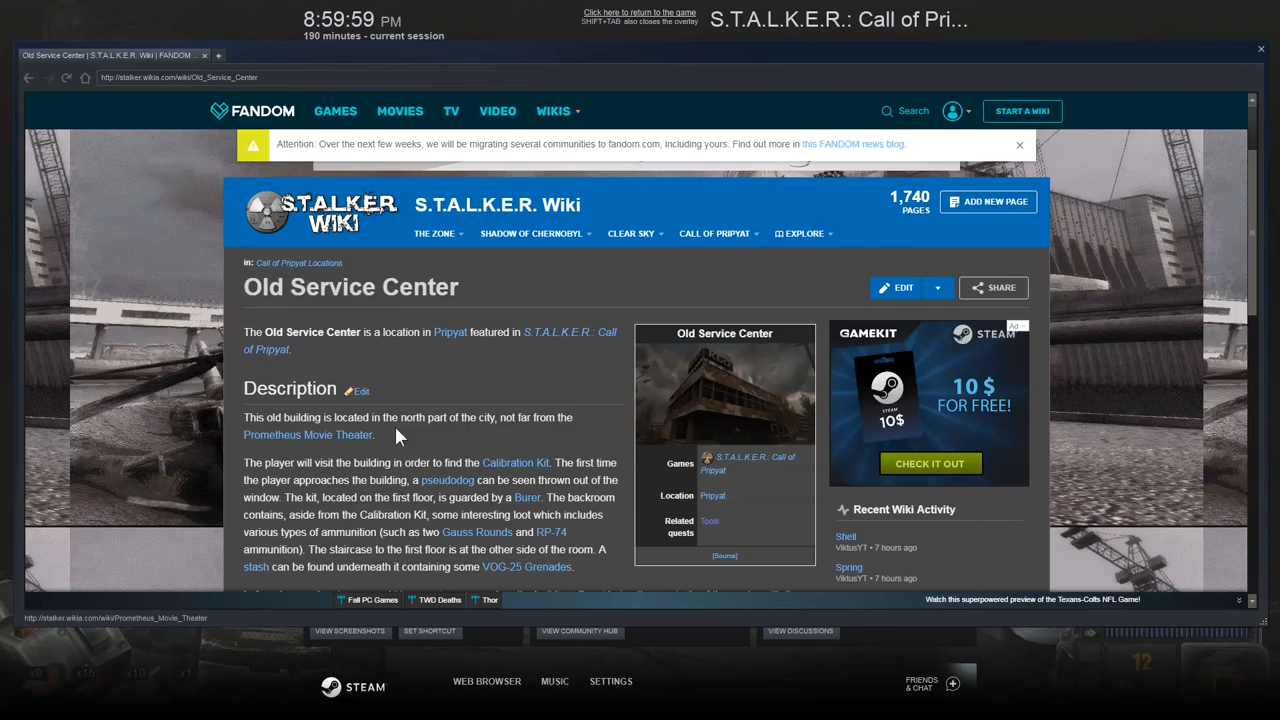 8:59:59 PM
190 minutes - current session
Click here to return to the game
SHIFT+TAB also closes the overlay
S.T.A.L.K.E.R.: Call of Pri...
Old Service Center | S.T.A.L.K.E.R. Wiki | FANDOM ...
http://stalker.wikia.com/wiki/Old_Service_Center
FANDOM GAMES MOVIES TV VIDEO WIKIS Search START A WIKI
Attention: Over the next few weeks, we will be migrating several communities to fandom.com, including yours. Find out more in this FANDOM news blog.
STALKER
WIKI
S.T.A.L.K.E.R. Wiki
1,740
PAGES
ADD NEW PAGE
THE ZONE SHADOW OF CHERNOBYL CLEAR SKY CALL OF PRIPYAT EXPLORE
in: Call of Pripyat Locations
Old Service Center
EDIT
SHARE
The Old Service Center is a location in Pripyat featured in S.T.A.L.K.E.R.: Call
of Pripyat.
Description Edit
This old building is located in the north part of the city, not far from the
Prometheus Movie Theater.
The player will visit the building in order to find the Calibration Kit. The first time
the player approaches the building, a pseudodog can be seen thrown out of the
window. The kit, located on the first floor, is guarded by a Burer. The backroom
contains, aside from the Calibration Kit, some interesting loot which includes
various types of ammunition (such as two Gauss Rounds and RP-74
ammunition). The staircase to the first floor is at the other side of the room. A
stash can be found underneath it containing some VOG-25 Grenades.
Old Service Center
Games S.T.A.L.K.E.R.: Call of
Pripyat
Location Pripyat
Related
quests Tools
[Source]
GAMEKIT
STEAM
Ad
STEAM
10$
10 $
FOR FREE!
CHECK IT OUT
Recent Wiki Activity
Shell
ViktusYT • 7 hours ago
Spring
ViktusYT • 7 hours ago
Fall PC Games TWD Deaths Thor
Watch this superpowered preview of the Texans-Colts NFL Game!
http://stalker.wikia.com/wiki/Prometheus_Movie_Theater
VIEW SCREENSHOTS SET SHORTCUT VIEW COMMUNITY HUB VIEW DISCUSSIONS
x9 x15 x10 x1
12
STEAM
WEB BROWSER MUSIC SETTINGS
FRIENDS
& CHAT